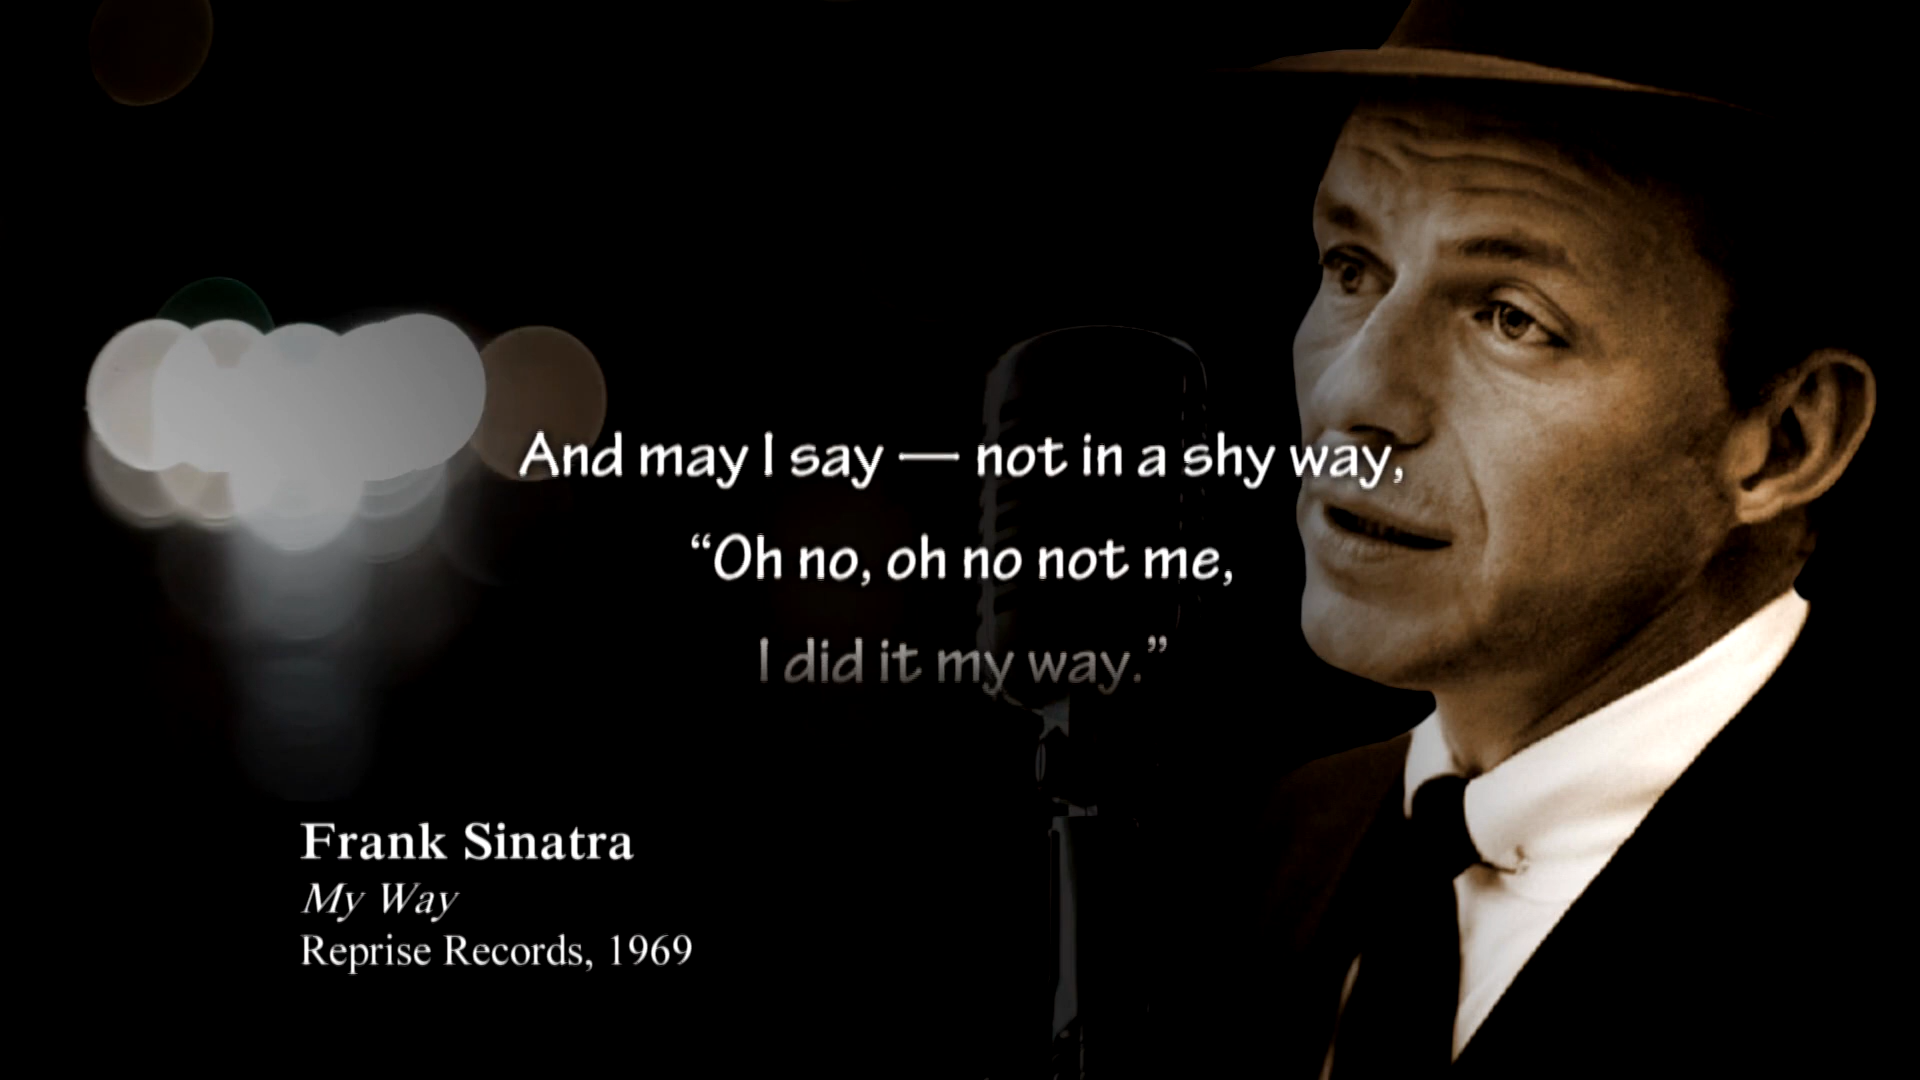 And may I say — not in a shy way,
“Oh no, oh no not me,
I did it my way.”
Frank Sinatra
My Way
Reprise Records, 1969